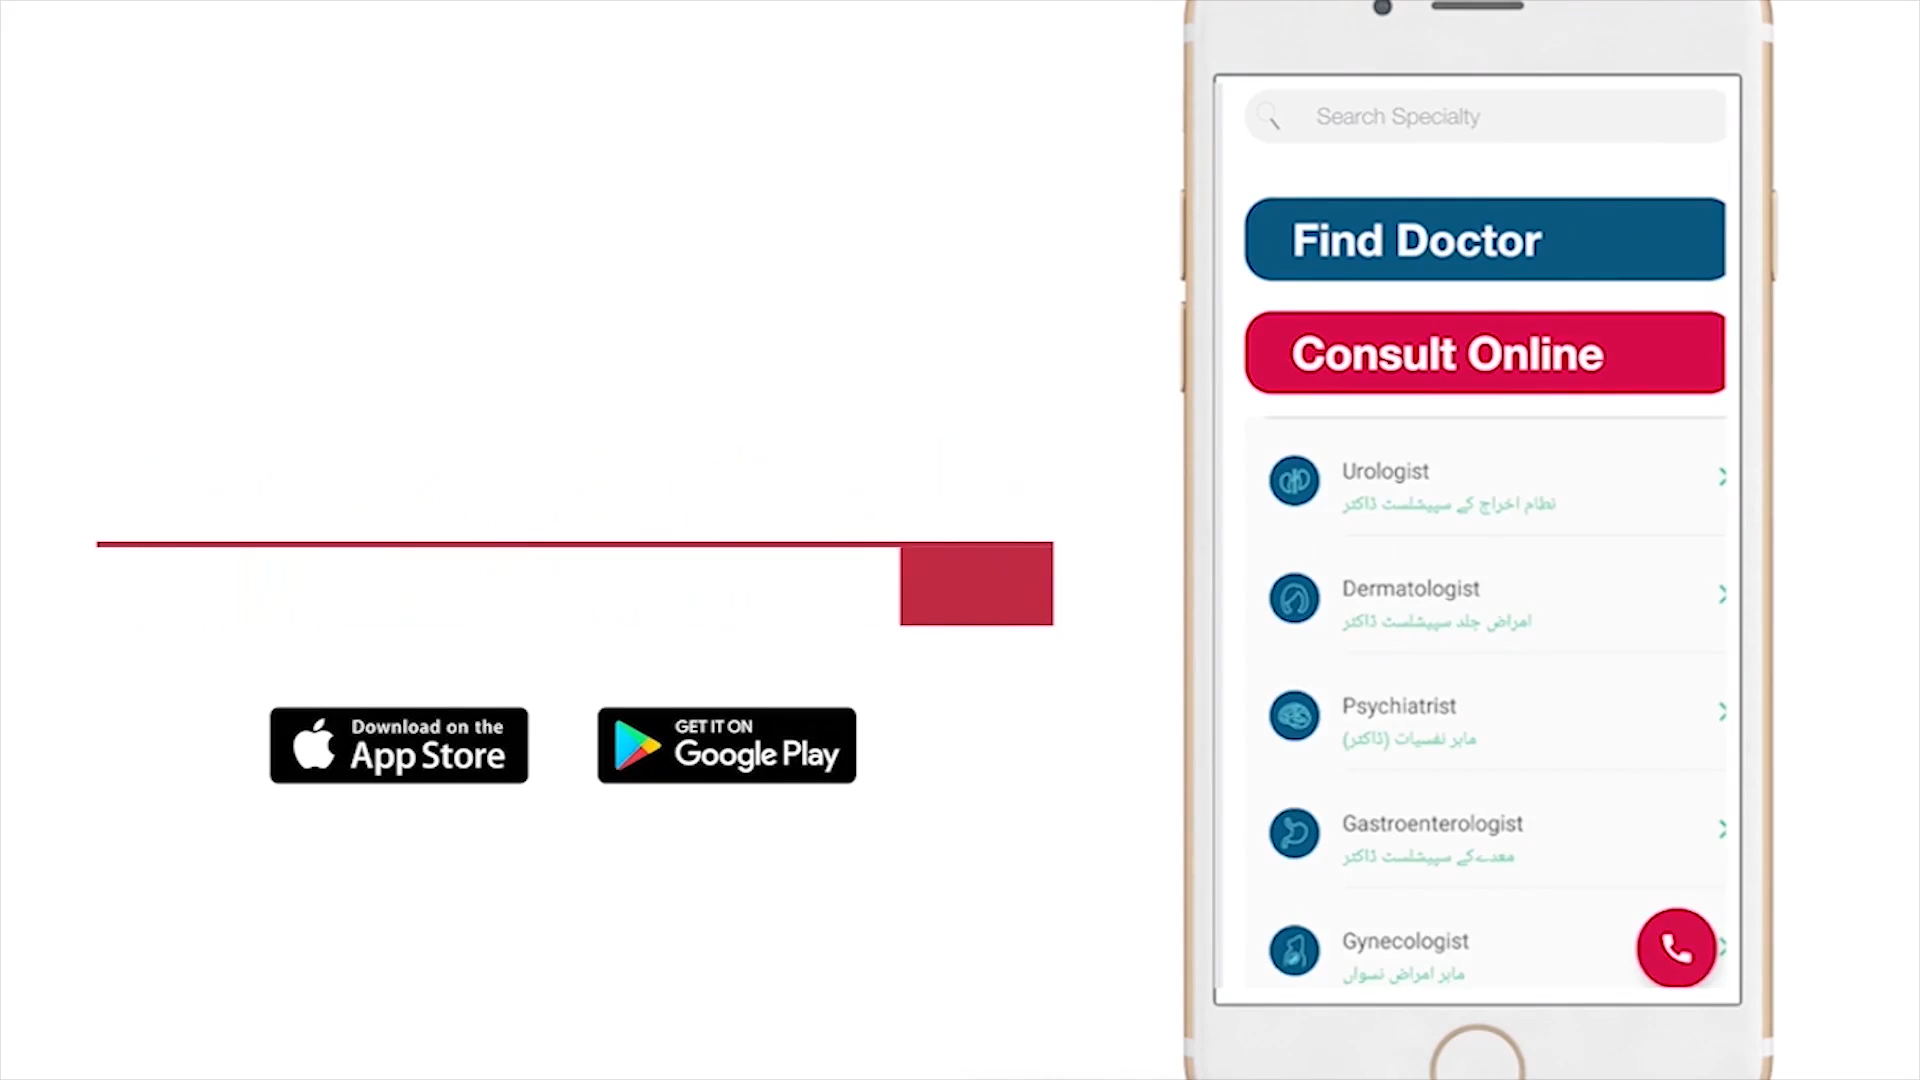 Search Specialty
Find Doctor
Consult Online
Urologist
نظام اخراج کے سپیشلسٹ ڈاکٹر
Dermatologist
امراض جلد سپیشلسٹ ڈاکٹر
Psychiatrist
ماہر نفسیات (ڈاکٹر)
Gastroenterologist
معدے کے سپیشلسٹ ڈاکٹر
Gynecologist
ماہر امراض نسواں
Download on the
App Store
GET IT ON
Google Play